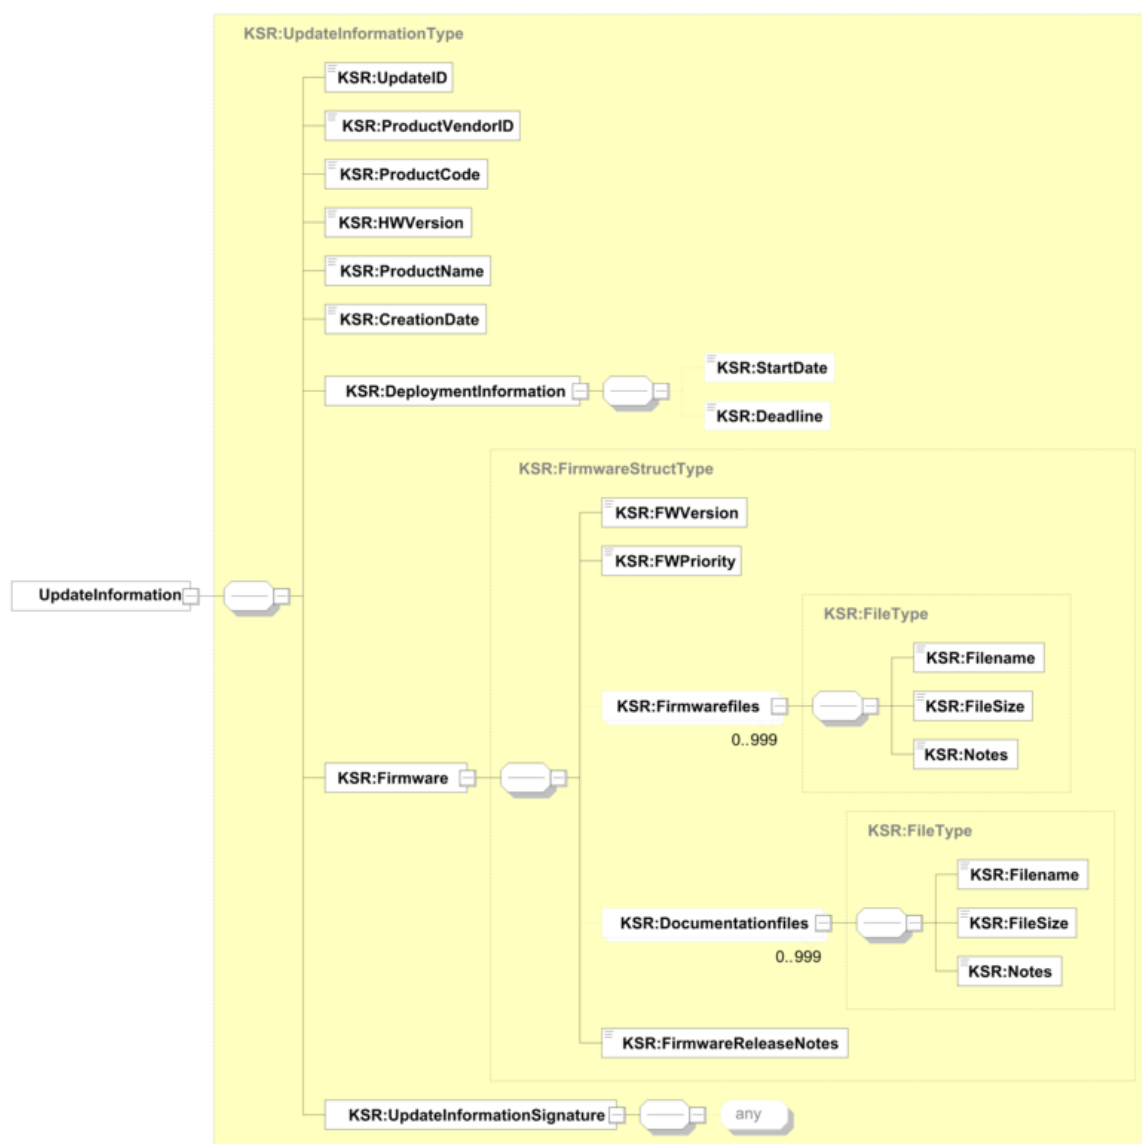 KSR:UpdateInformationType
KSR:UpdateID
KSR:ProductVendorID
KSR:ProductCode
KSR:HWVersion
KSR:ProductName
KSR:CreationDate
KSR:DeploymentInformation
KSR:StartDate
KSR:Deadline
KSR:FirmwareStructType
KSR:FWVersion
KSR:FWPriority
UpdateInformation
KSR:FileType
KSR:Filename
KSR:Firmwarefiles
KSR:FileSize
0..999
KSR:Notes
KSR:Firmware
KSR:FileType
KSR:Filename
KSR:Documentationfiles
KSR:FileSize
0..999
KSR:Notes
KSR:FirmwareReleaseNotes
KSR:UpdateInformationSignature
any